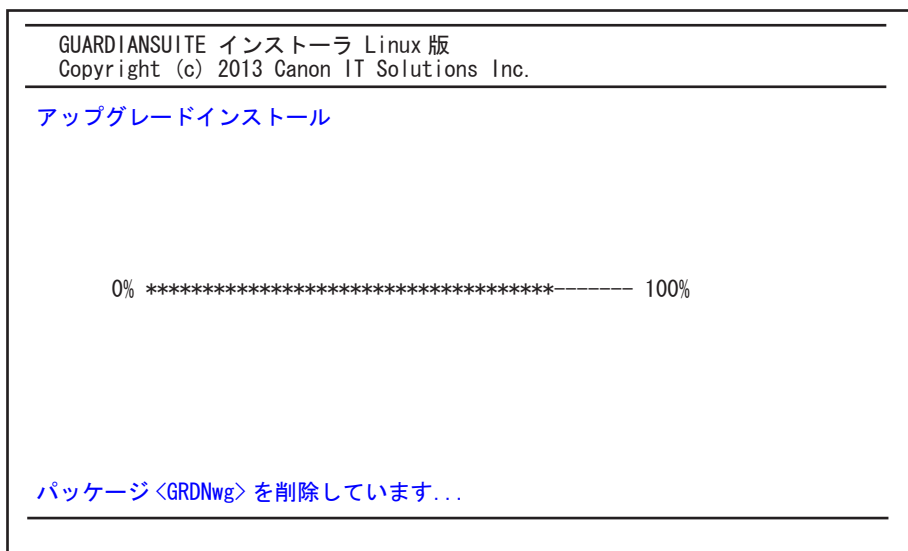 GUARDIANSUITE インストーラ Linux 版
Copyright (c) 2013 Canon IT Solutions Inc.
アップグレードインストール
0% ************************************------- 100%
パッケージ <GRDNwg> を削除しています...